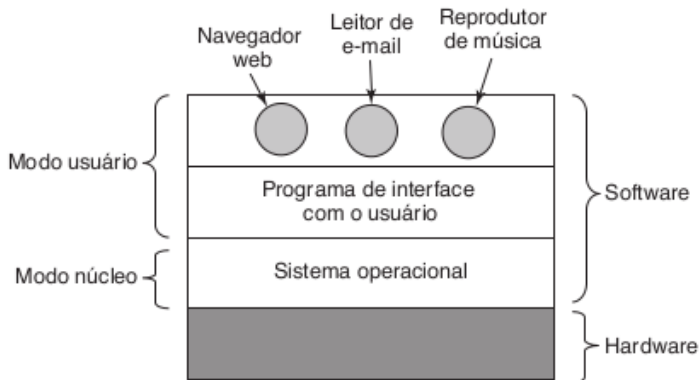 Navegador
web
Leitor de
e-mail
Reprodutor
de música
Modo usuário
Programa de interface
com o usuário
Software
Modo núcleo
Sistema operacional
Hardware